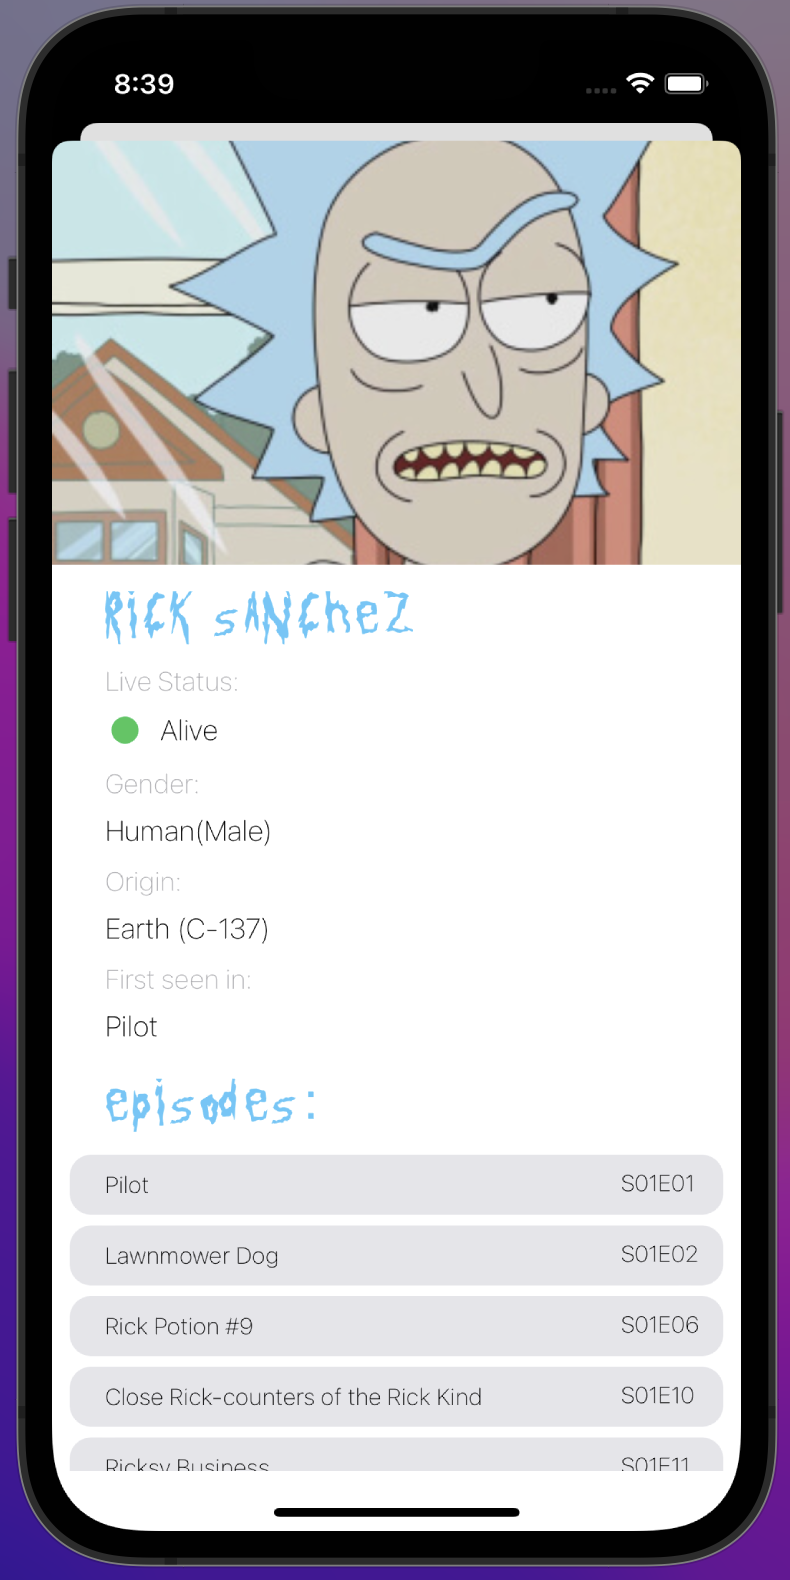 8:39
RiCK sANCheZ
Live Status:
Alive
Gender:
Human(Male)
Origin:
Earth (C-137)
First seen in:
Pilot
episodes:
Pilot S01E01
Lawnmower Dog S01E02
Rick Potion #9 S01E06
Close Rick-counters of the Rick Kind S01E10
Ricksy Business S01E11